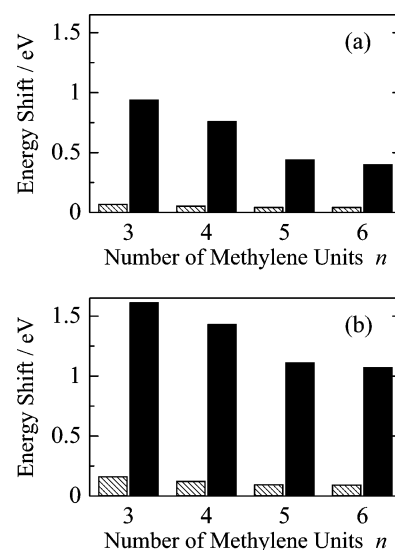 (a)
1.5
1
0.5
0
Energy Shift / eV
3 4 5 6
Number of Methylene Units n
(b)
1.5
1
0.5
0
Energy Shift / eV
3 4 5 6
Number of Methylene Units n